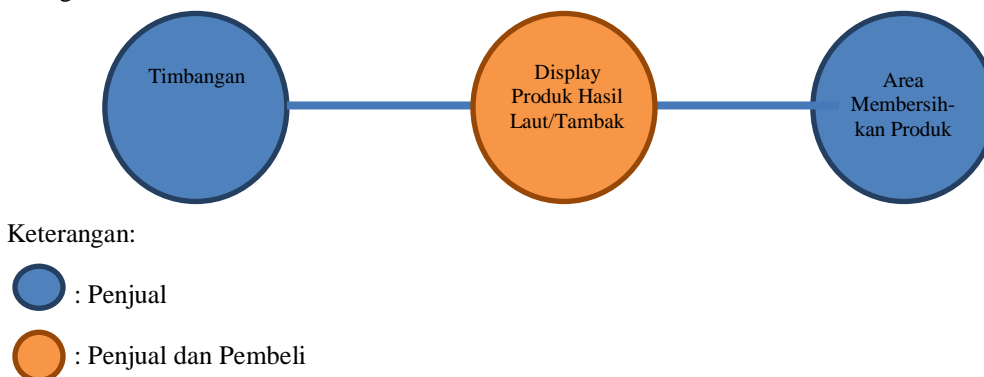 Timbangan
Display
Produk Hasil
Laut/Tambak
Area
Membersih-
kan Produk
Keterangan:
: Penjual
: Penjual dan Pembeli